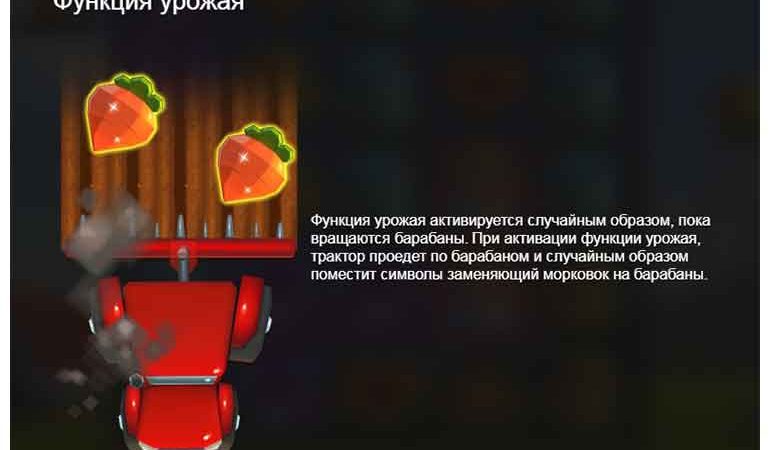 Функция урожая
Функция урожая активируется случайным образом, пока
вращаются барабаны. При активации функции урожая,
трактор проедет по барабаном и случайным образом
поместит символы заменяющий морковок на барабаны.